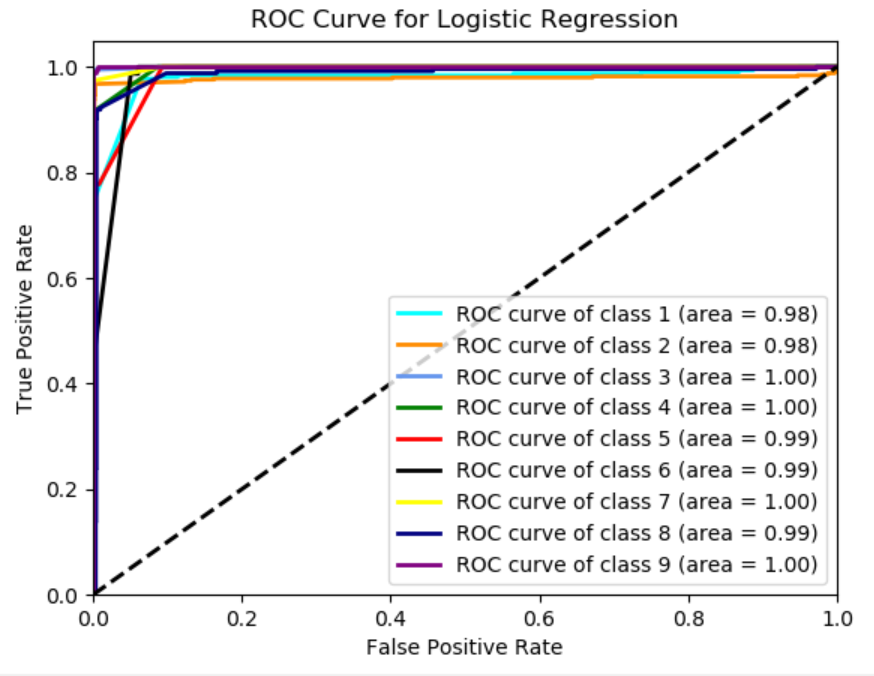 ROC Curve for Logistic Regression
1.0
0.8
0.6
0.4
0.2
0.0
True Positive Rate
ROC curve of class 1 (area = 0.98)
ROC curve of class 2 (area = 0.98)
ROC curve of class 3 (area = 1.00)
ROC curve of class 4 (area = 1.00)
ROC curve of class 5 (area = 0.99)
ROC curve of class 6 (area = 0.99)
ROC curve of class 7 (area = 1.00)
ROC curve of class 8 (area = 0.99)
ROC curve of class 9 (area = 1.00)
0.0 0.2 0.4 0.6 0.8 1.0
False Positive Rate